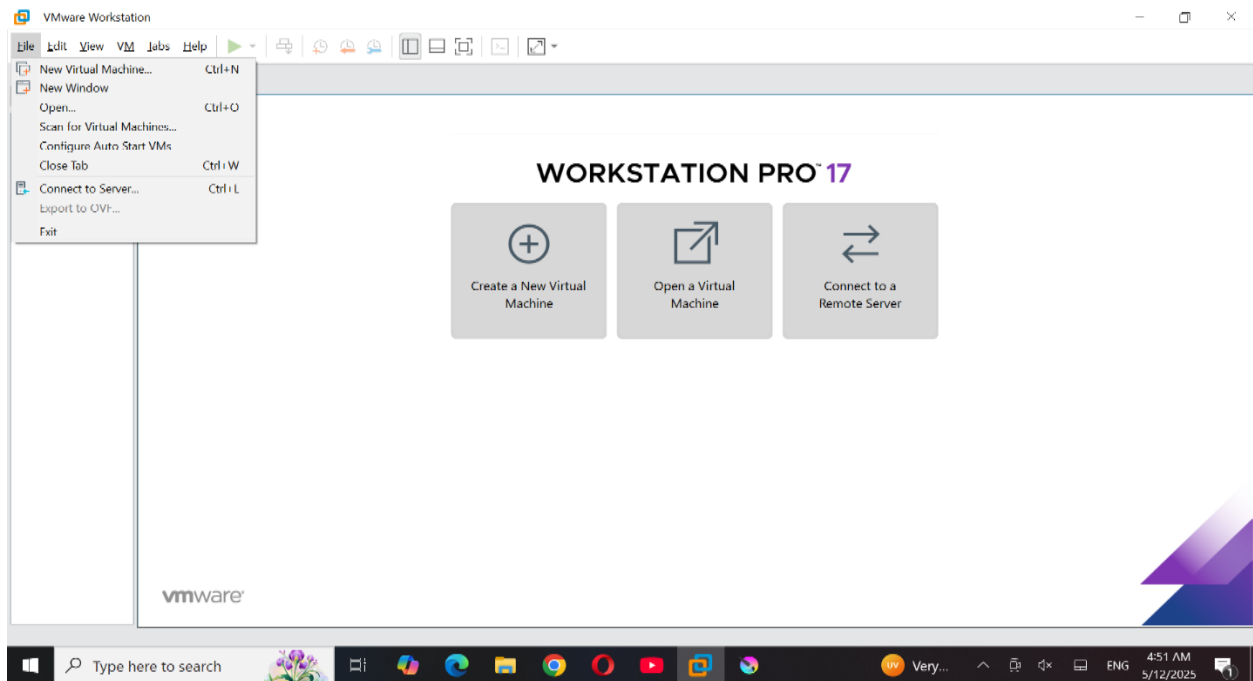 VMware Workstation
File Edit View VM Tabs Help
New Virtual Machine... Ctrl+N
New Window
Open... Ctrl+O
Scan for Virtual Machines...
Configure Auto Start VMs
Close Tab Ctrl+W
Connect to Server... Ctrl+L
Export to OVF...
Exit
WORKSTATION PRO™ 17
Create a New Virtual
Machine
Open a Virtual
Machine
Connect to a
Remote Server
vmware
Type here to search
UV
Very...
ENG
4:51 AM
5/12/2025
1